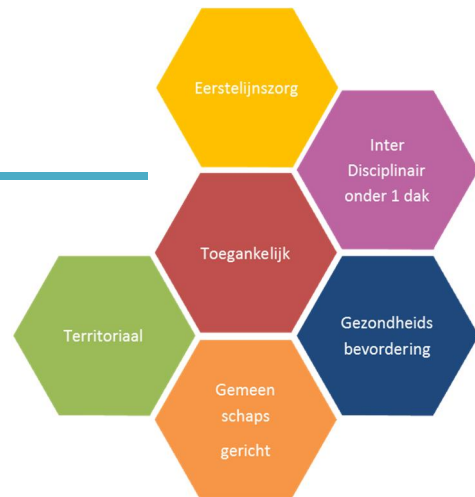 Eerstelijnszorg
Inter
Disciplinair
onder 1 dak
Toegankelijk
Territoriaal
Gezondheids
bevordering
Gemeen
schaps
gericht